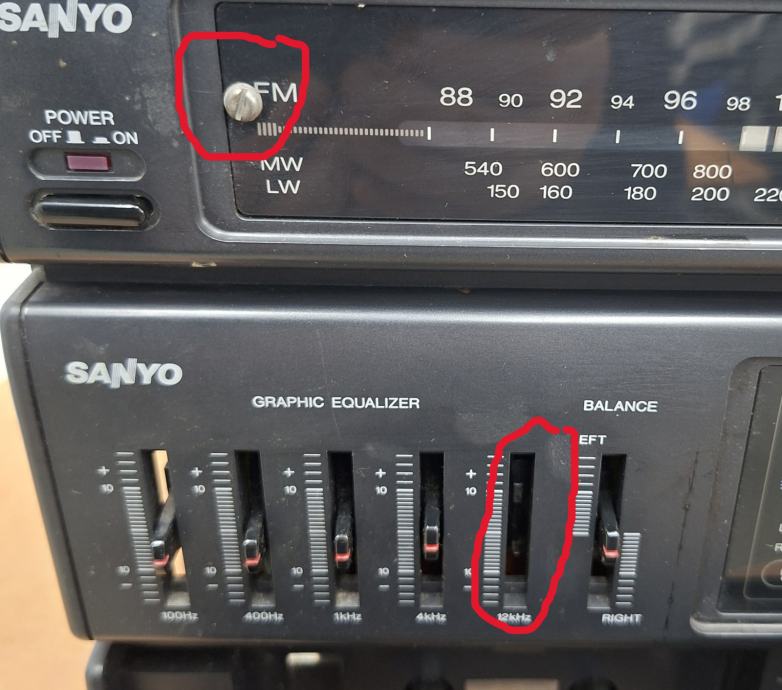 SANYO
POWER
OFF ON
FM 88 90 92 94 96 98
MW 540 600 700 800
LW 150 160 180 200
SANYO
GRAPHIC EQUALIZER
BALANCE
EFT
+ + + + +
10 10 10 10 10
10 10 10 10 10
- - - - -
100Hz 400Hz 1kHz 4kHz 12kHz
RIGHT